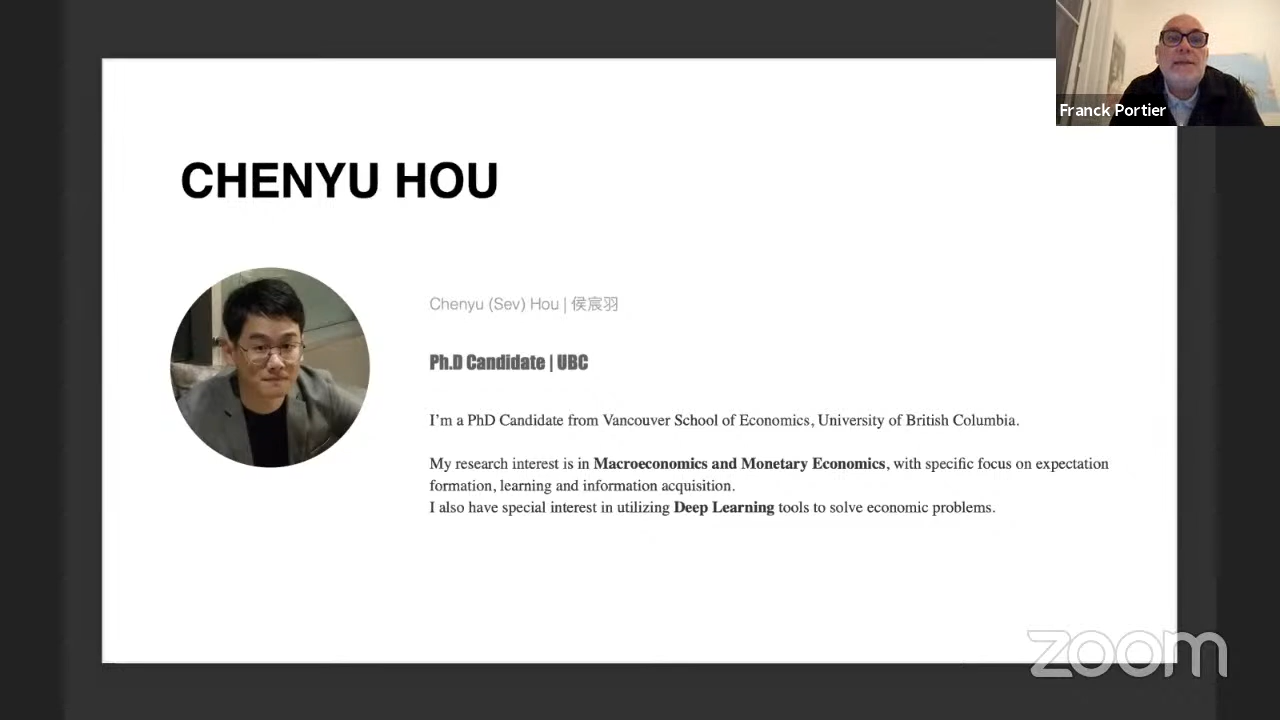 Franck Portier
CHENYU HOU
Chenyu (Sev) Hou | 侯宸羽
Ph.D Candidate | UBC
I'm a PhD Candidate from Vancouver School of Economics, University of British Columbia.
My research interest is in Macroeconomics and Monetary Economics, with specific focus on expectation
formation, learning and information acquisition.
I also have special interest in utilizing Deep Learning tools to solve economic problems.
zoom